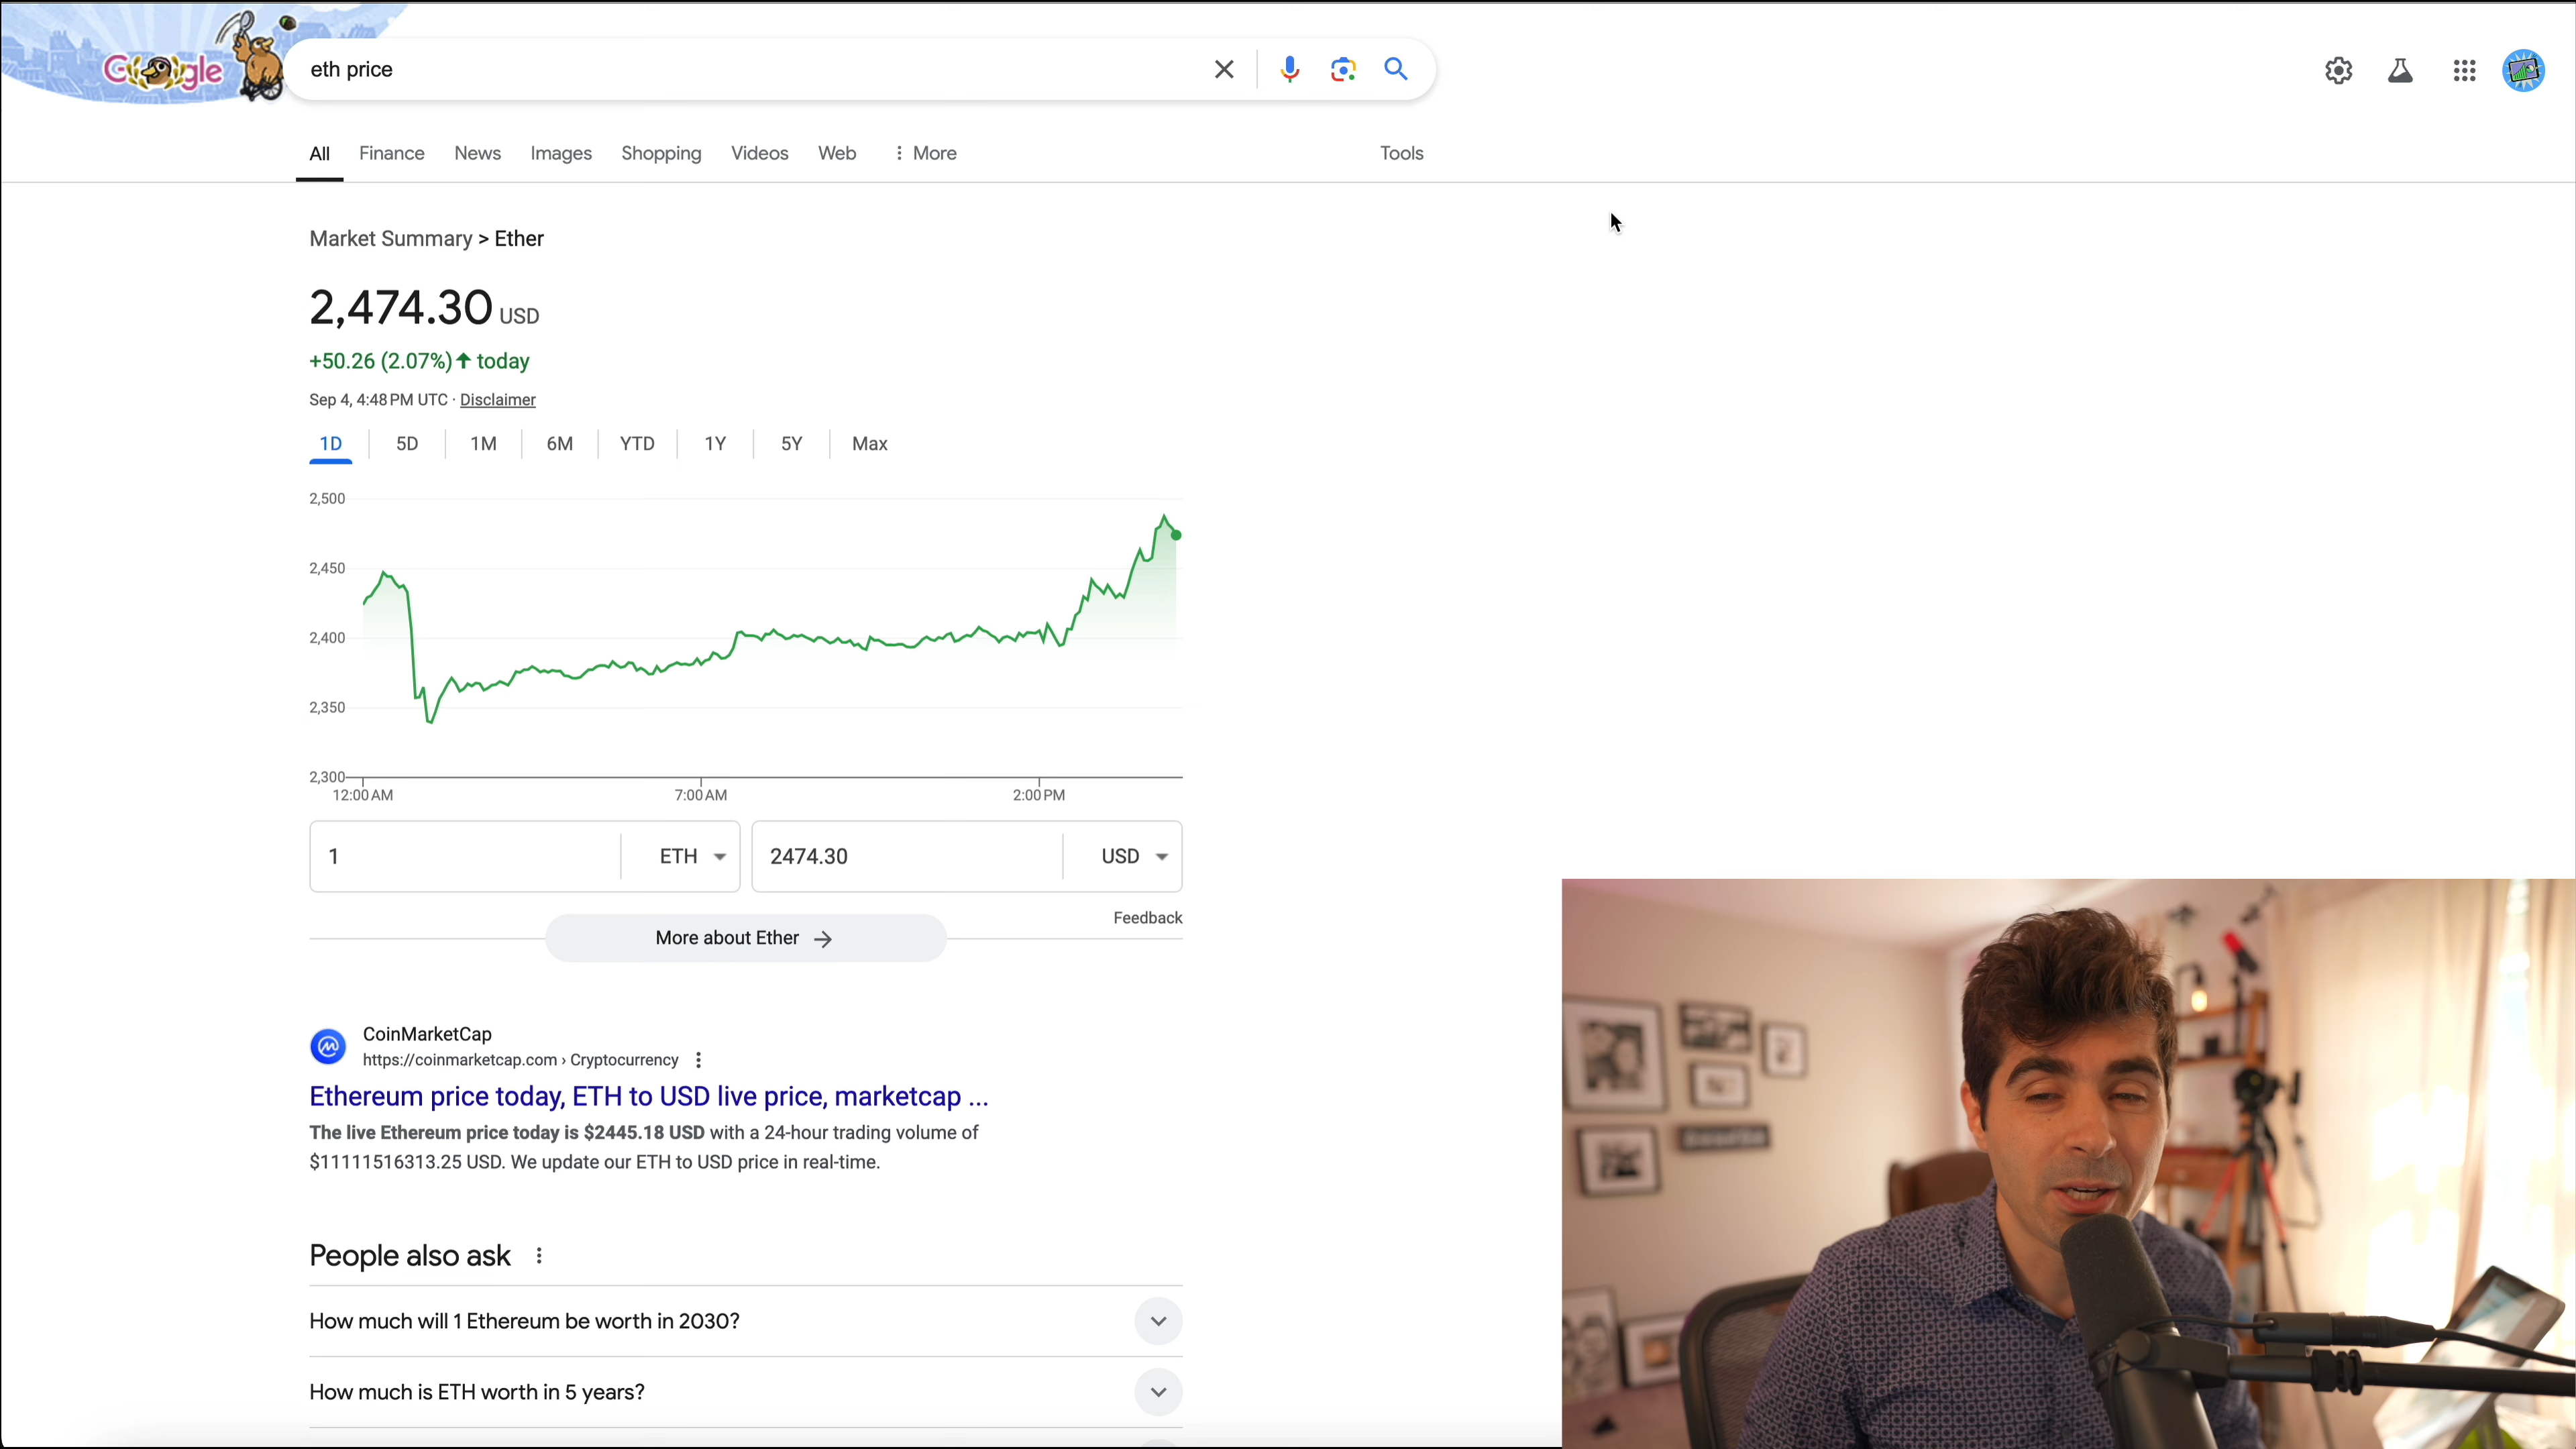 Google
eth price
All Finance News Images Shopping Videos Web More Tools
Market Summary > Ether
2,474.30 USD
+50.26 (2.07%) ↑ today
Sep 4, 4:48 PM UTC · Disclaimer
1D 5D 1M 6M YTD 1Y 5Y Max
2,500
2,450
2,400
2,350
2,300
12:00 AM 7:00 AM 2:00 PM
1 ETH 2474.30 USD
Feedback
More about Ether →
CoinMarketCap
https://coinmarketcap.com › Cryptocurrency
Ethereum price today, ETH to USD live price, marketcap ...
The live Ethereum price today is $2445.18 USD with a 24-hour trading volume of
$11111516313.25 USD. We update our ETH to USD price in real-time.
People also ask
How much will 1 Ethereum be worth in 2030?
How much is ETH worth in 5 years?